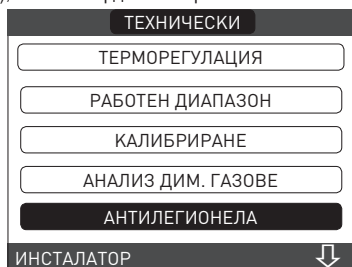 ТЕХНИЧЕСКИ
ТЕРМОРЕГУЛАЦИЯ
РАБОТЕН ДИАПАЗОН
КАЛИБРИРАНЕ
АНАЛИЗ ДИМ. ГАЗОВЕ
АНТИЛЕГИОНЕЛА
ИНСТАЛАТОР